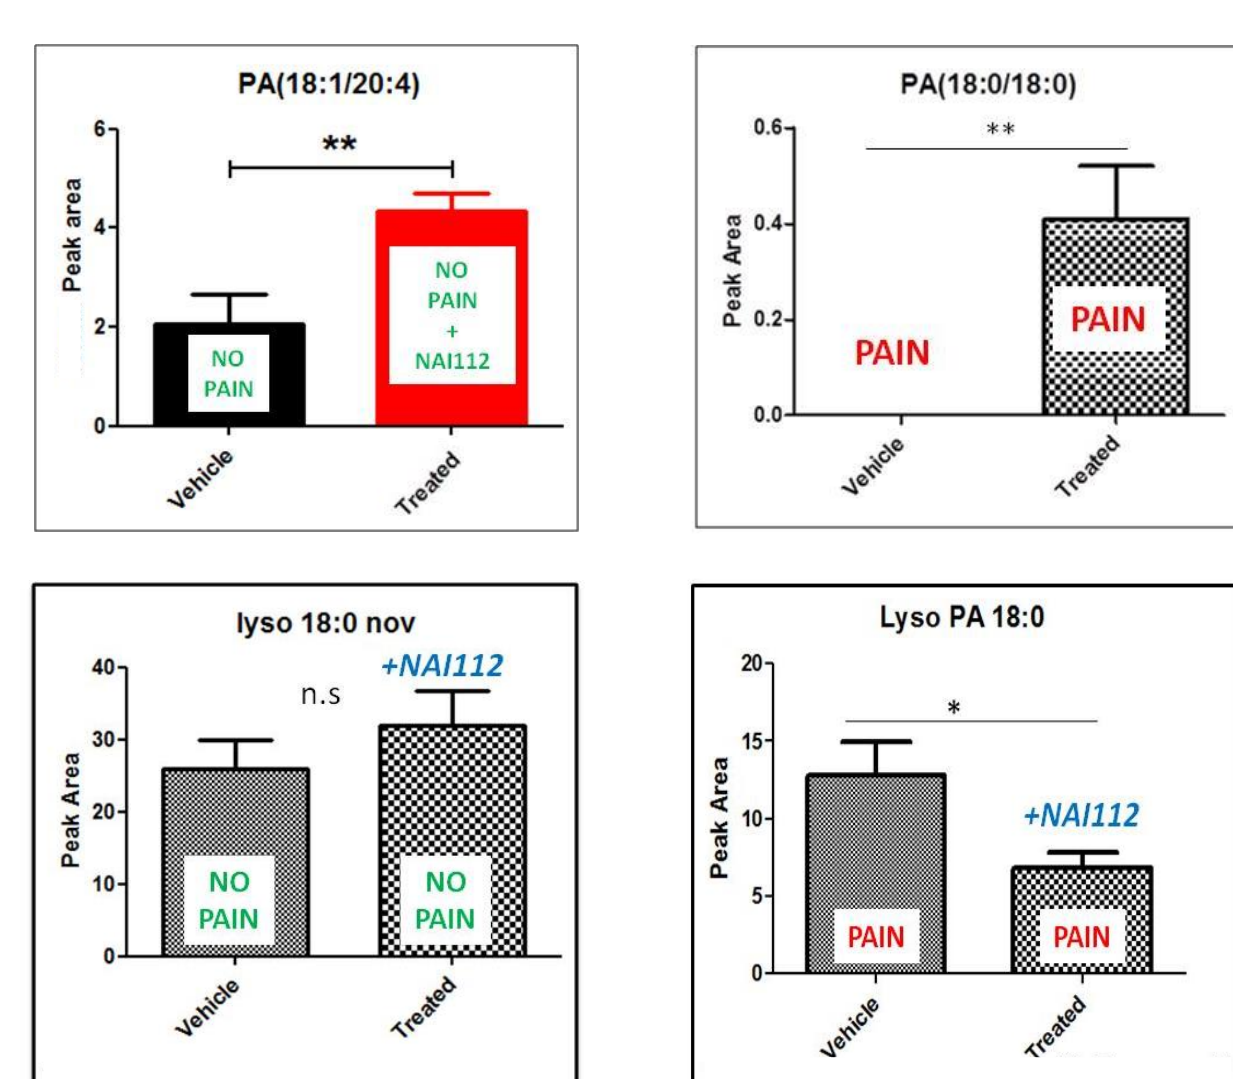 PA(18:1/20:4)
6
**
4
Peak area
NO
PAIN
+
NAI112
2
NO
PAIN
0
Vehicle
Treated
PA(18:0/18:0)
0.6
**
0.4
Peak Area
PAIN
0.2
PAIN
0.0
Vehicle
Treated
lyso 18:0 nov
40
+NAI112
n.s
30
Peak Area
20
10
NO
PAIN
NO
PAIN
0
Vehicle
Treated
Lyso PA 18:0
20
*
15
Peak Area
10
+NAI112
5
PAIN
PAIN
0
Vehicle
Treated